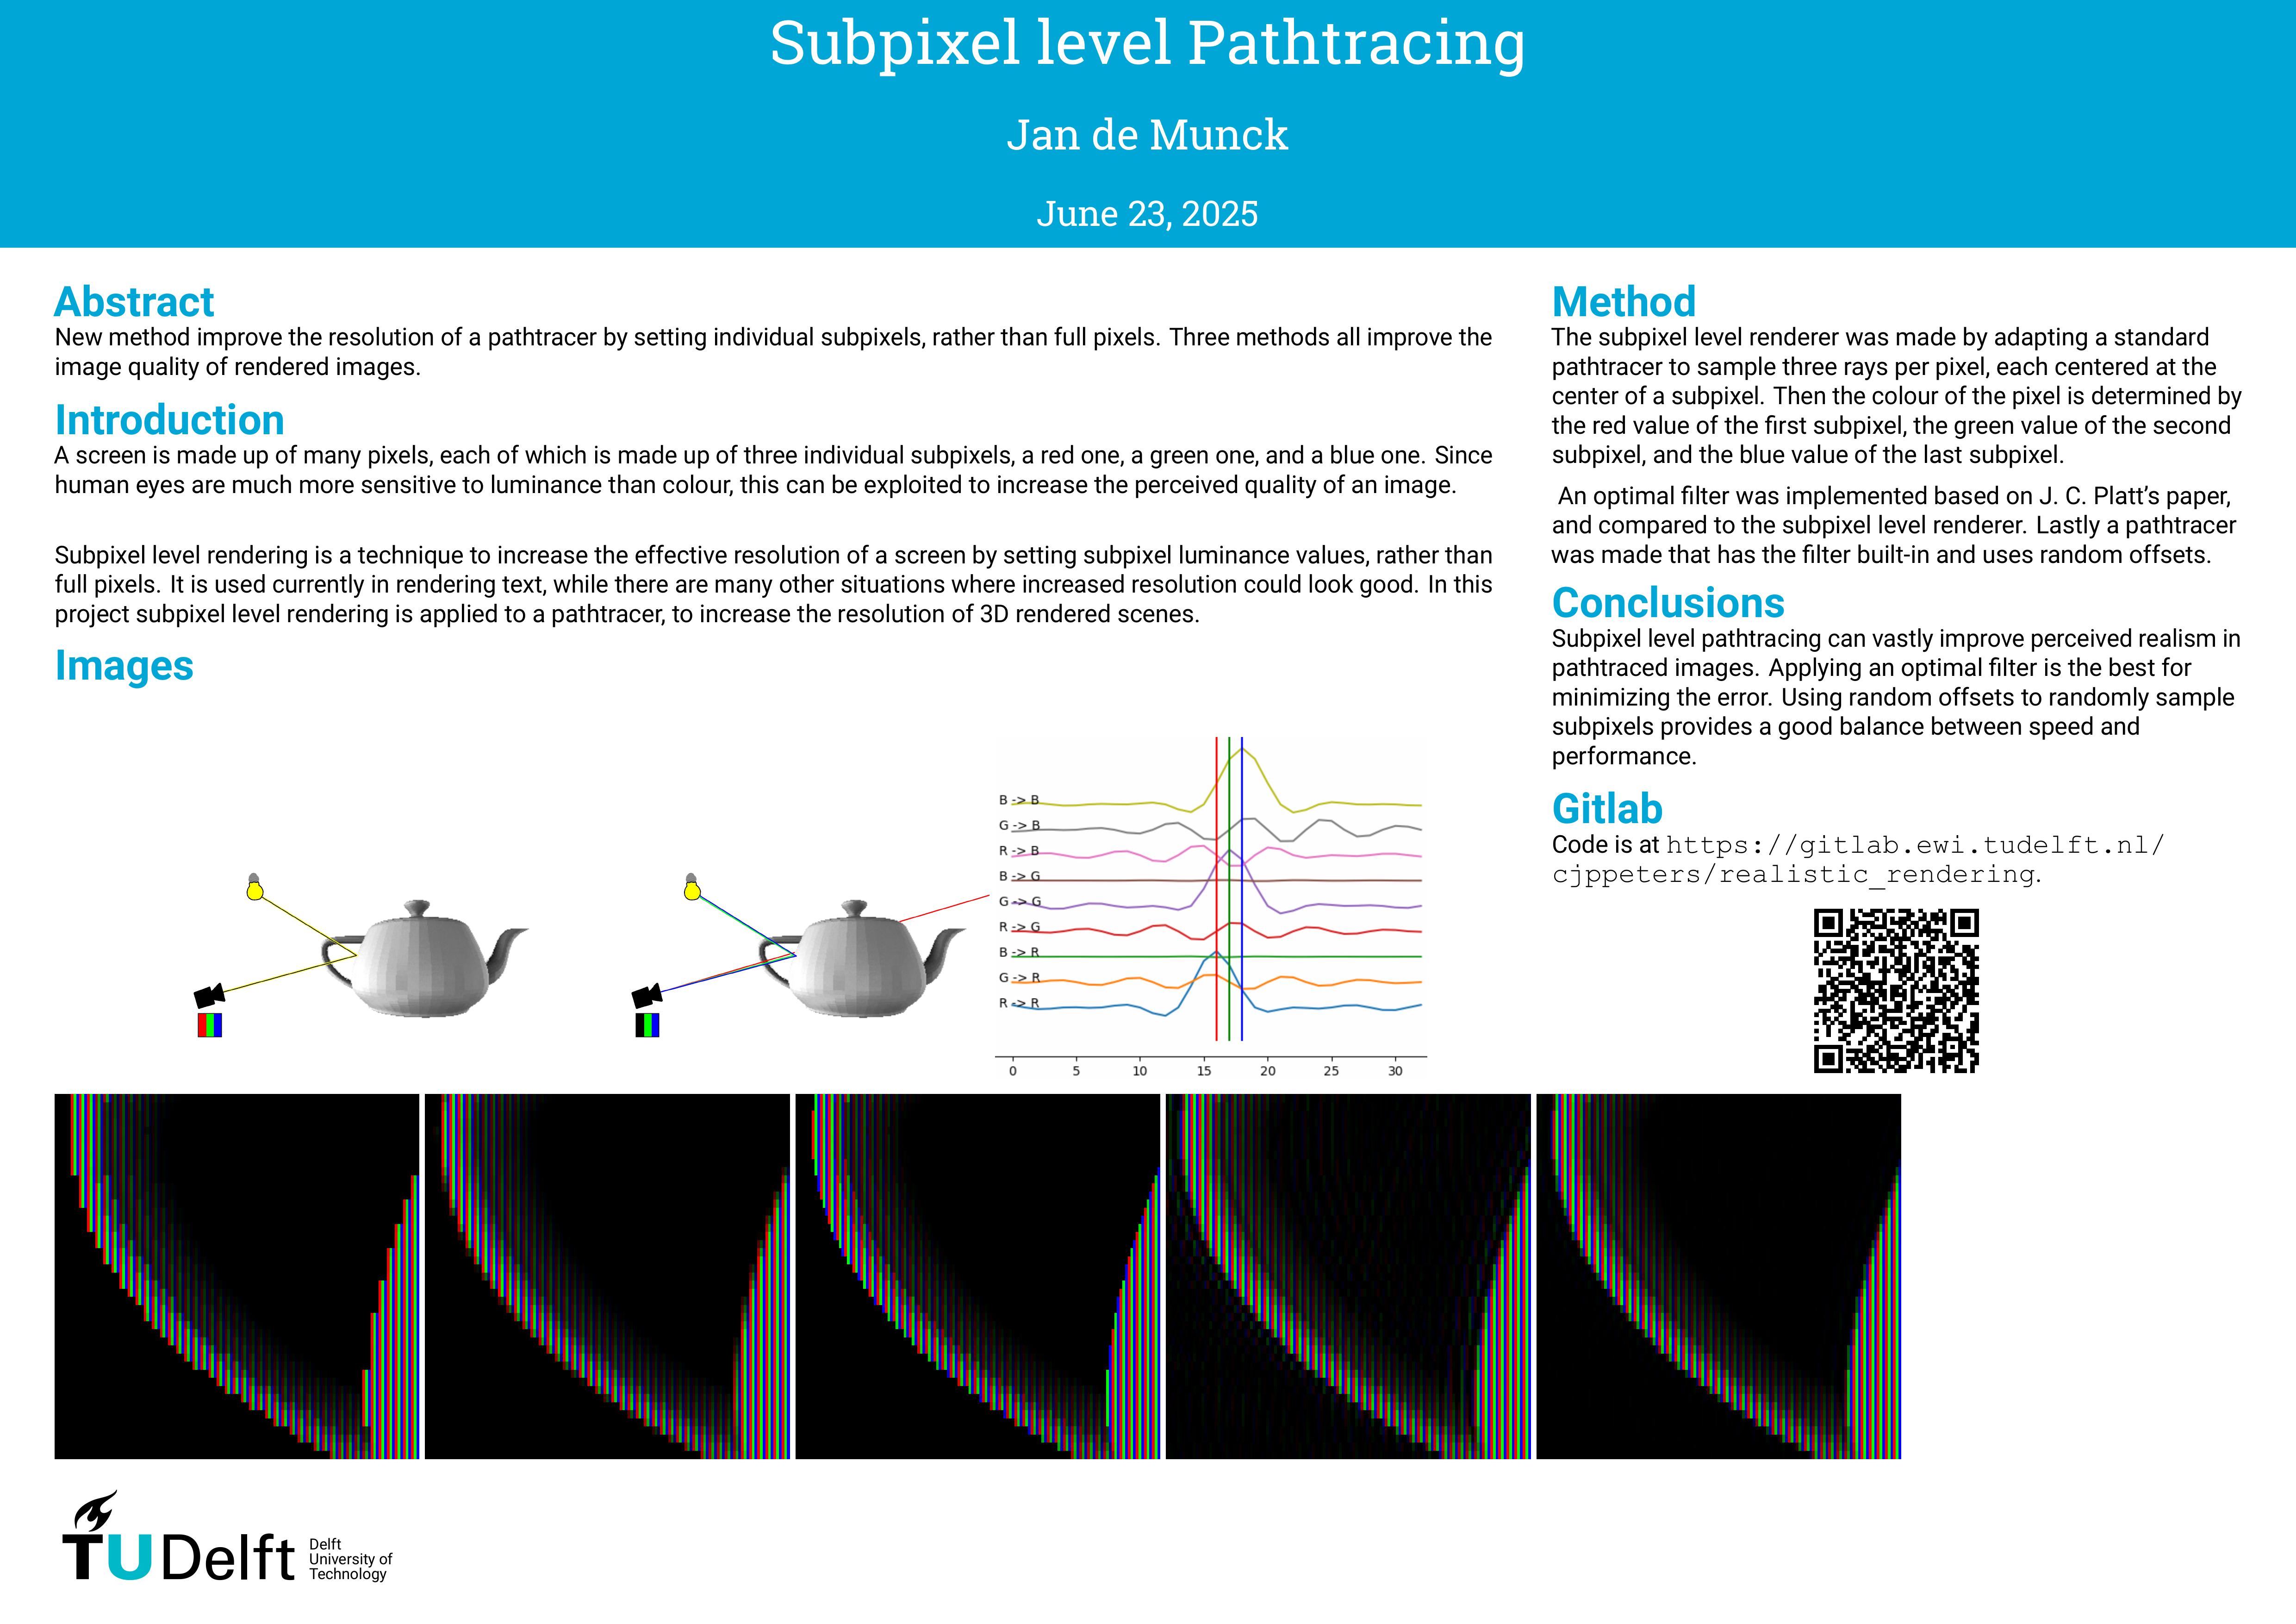 Subpixel level Pathtracing
Jan de Munck
June 23, 2025
Abstract
New method improve the resolution of a pathtracer by setting individual subpixels, rather than full pixels. Three methods all improve the
image quality of rendered images.
Introduction
A screen is made up of many pixels, each of which is made up of three individual subpixels, a red one, a green one, and a blue one. Since
human eyes are much more sensitive to luminance than colour, this can be exploited to increase the perceived quality of an image.
Subpixel level rendering is a technique to increase the effective resolution of a screen by setting subpixel luminance values, rather than
full pixels. It is used currently in rendering text, while there are many other situations where increased resolution could look good. In this
project subpixel level rendering is applied to a pathtracer, to increase the resolution of 3D rendered scenes.
Images
B -> B
G -> B
R -> B
B -> G
G -> G
R -> G
B -> R
G -> R
R -> R
0 5 10 15 20 25 30
Method
The subpixel level renderer was made by adapting a standard
pathtracer to sample three rays per pixel, each centered at the
center of a subpixel. Then the colour of the pixel is determined by
the red value of the first subpixel, the green value of the second
subpixel, and the blue value of the last subpixel.
An optimal filter was implemented based on J. C. Platt's paper,
and compared to the subpixel level renderer. Lastly a pathtracer
was made that has the filter built-in and uses random offsets.
Conclusions
Subpixel level pathtracing can vastly improve perceived realism in
pathtraced images. Applying an optimal filter is the best for
minimizing the error. Using random offsets to randomly sample
subpixels provides a good balance between speed and
performance.
Gitlab
Code is at https://gitlab.ewi.tudelft.nl/
cjppeters/realistic_rendering.
TUDelft
Delft
University of
Technology